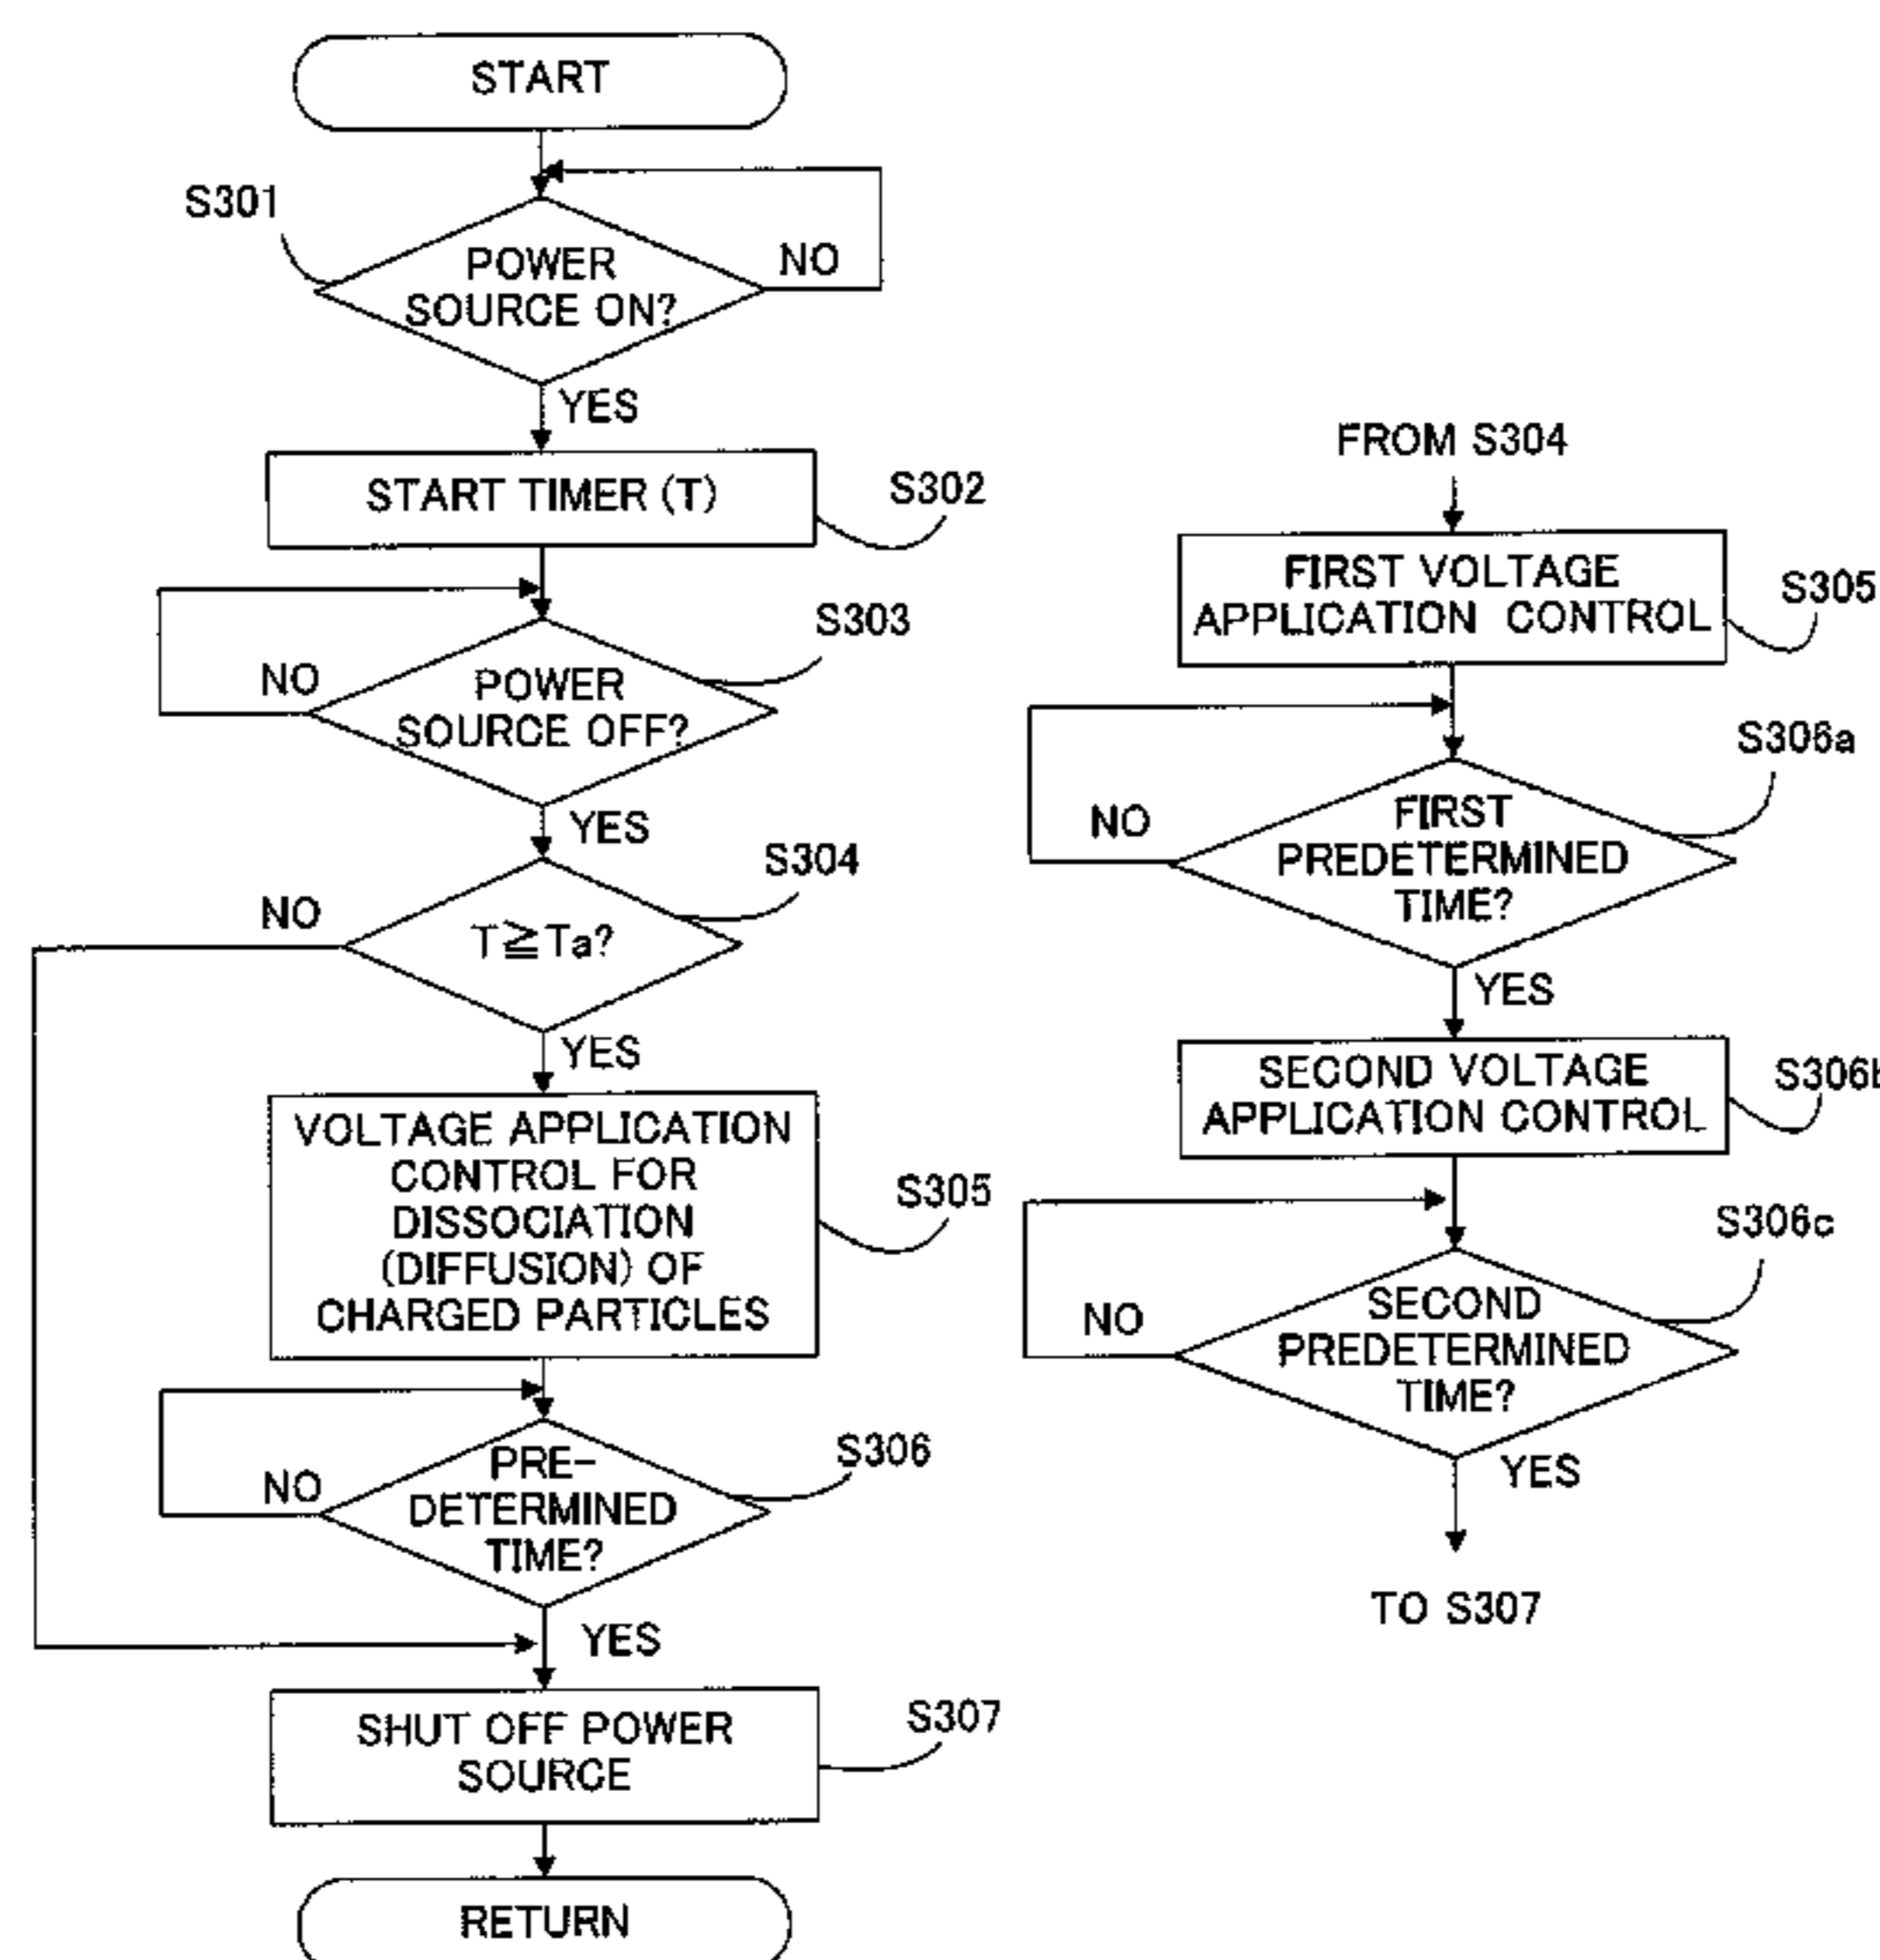 START
S301
POWER
SOURCE ON?
NO
YES
START TIMER (T)
S302
S303
NO
POWER
SOURCE OFF?
YES
S304
NO
T≧Ta?
YES
VOLTAGE APPLICATION
CONTROL FOR
DISSOCIATION
(DIFFUSION) OF
CHARGED PARTICLES
S305
S306
NO
PRE-
DETERMINED
TIME?
YES
SHUT OFF POWER
SOURCE
S307
RETURN
FROM S304
FIRST VOLTAGE
APPLICATION CONTROL
S305
S306a
NO
FIRST
PREDETERMINED
TIME?
YES
SECOND VOLTAGE
APPLICATION CONTROL
S306b
S306c
NO
SECOND
PREDETERMINED
TIME?
YES
TO S307